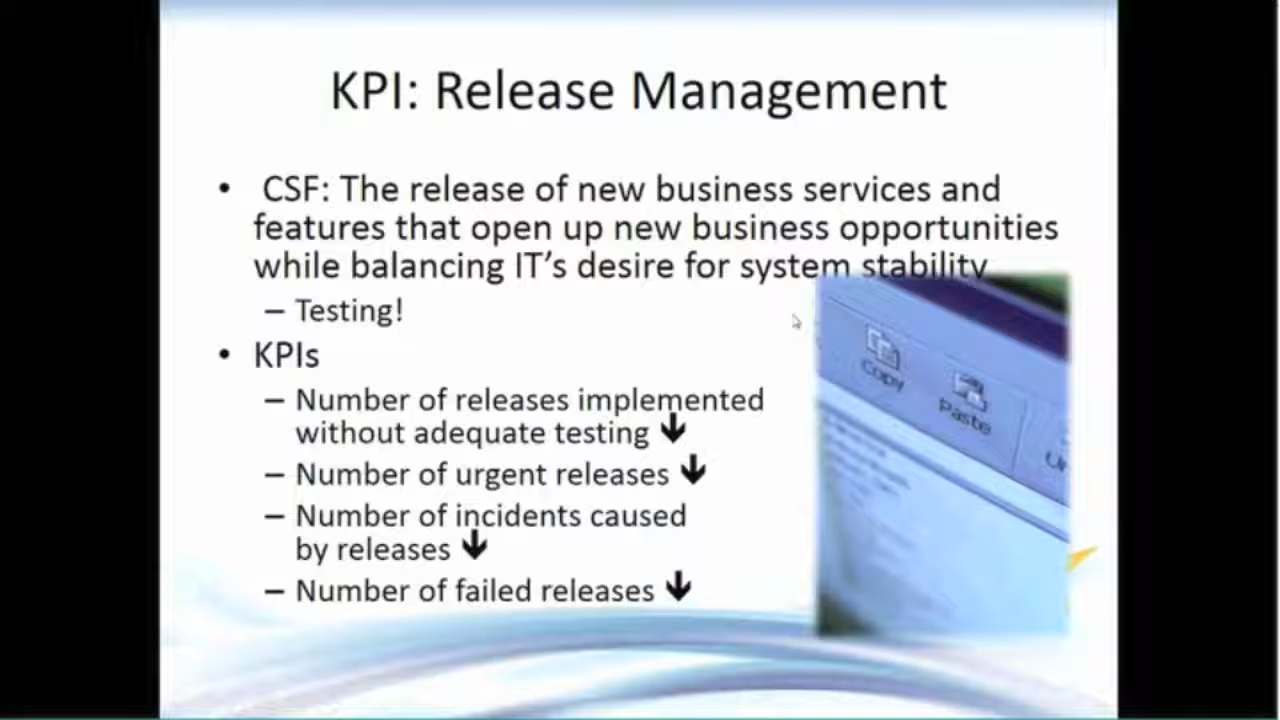 KPI: Release Management
• CSF: The release of new business services and
features that open up new business opportunities
while balancing IT's desire for system stability
– Testing!
• KPIs
– Number of releases implemented
without adequate testing ↓
– Number of urgent releases ↓
– Number of incidents caused
by releases ↓
– Number of failed releases ↓
Copy
Paste